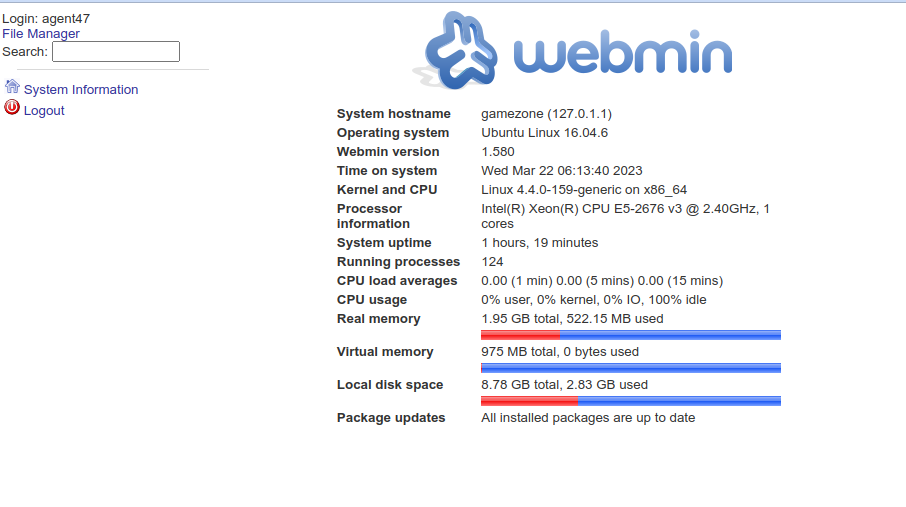 Login: agent47
File Manager
Search:
System Information
Logout
webmin
System hostname gamezone (127.0.1.1)
Operating system Ubuntu Linux 16.04.6
Webmin version 1.580
Time on system Wed Mar 22 06:13:40 2023
Kernel and CPU Linux 4.4.0-159-generic on x86_64
Processor Intel(R) Xeon(R) CPU E5-2676 v3 @ 2.40GHz, 1
information cores
System uptime 1 hours, 19 minutes
Running processes 124
CPU load averages 0.00 (1 min) 0.00 (5 mins) 0.00 (15 mins)
CPU usage 0% user, 0% kernel, 0% IO, 100% idle
Real memory 1.95 GB total, 522.15 MB used
Virtual memory 975 MB total, 0 bytes used
Local disk space 8.78 GB total, 2.83 GB used
Package updates All installed packages are up to date